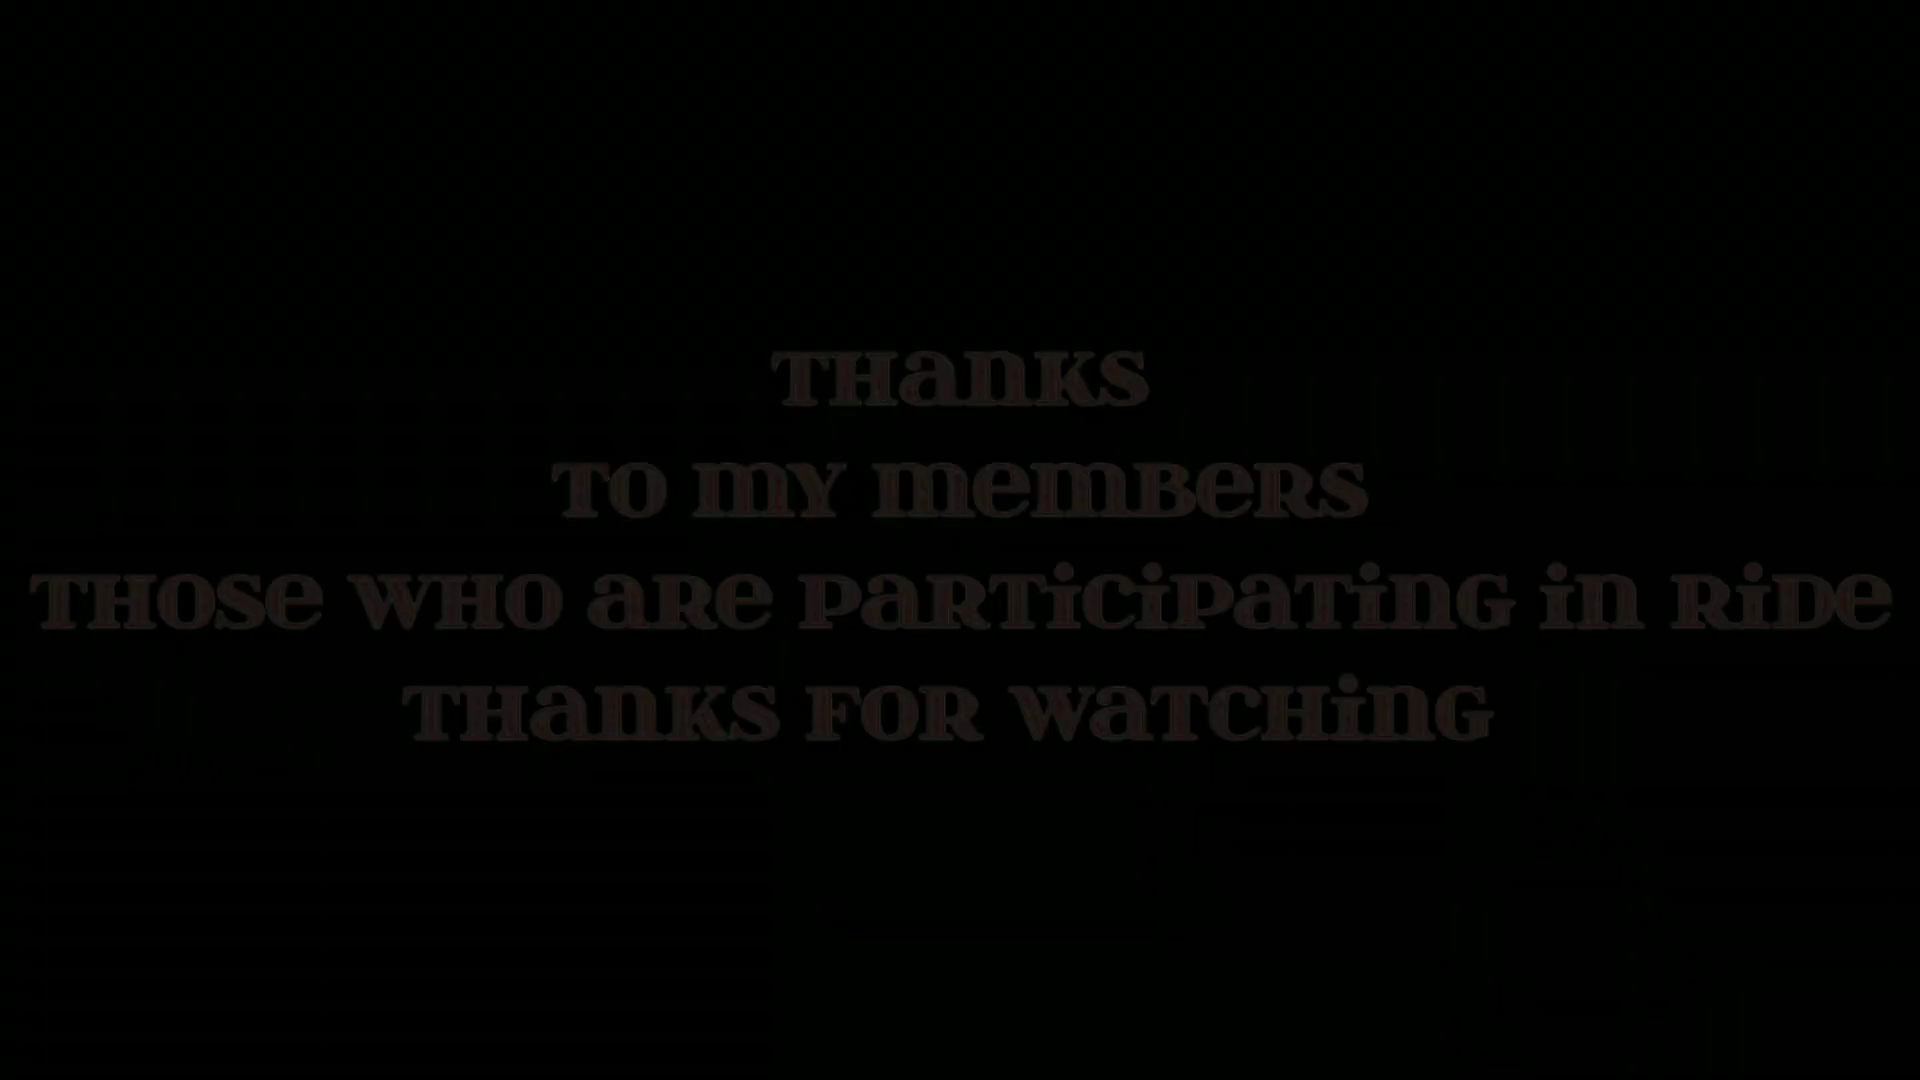 THanKS
TO mY memBeRS
THOSe WHO aRe PaRTiciPaTinG in RiDe
THanKS FOR WaTCHinG